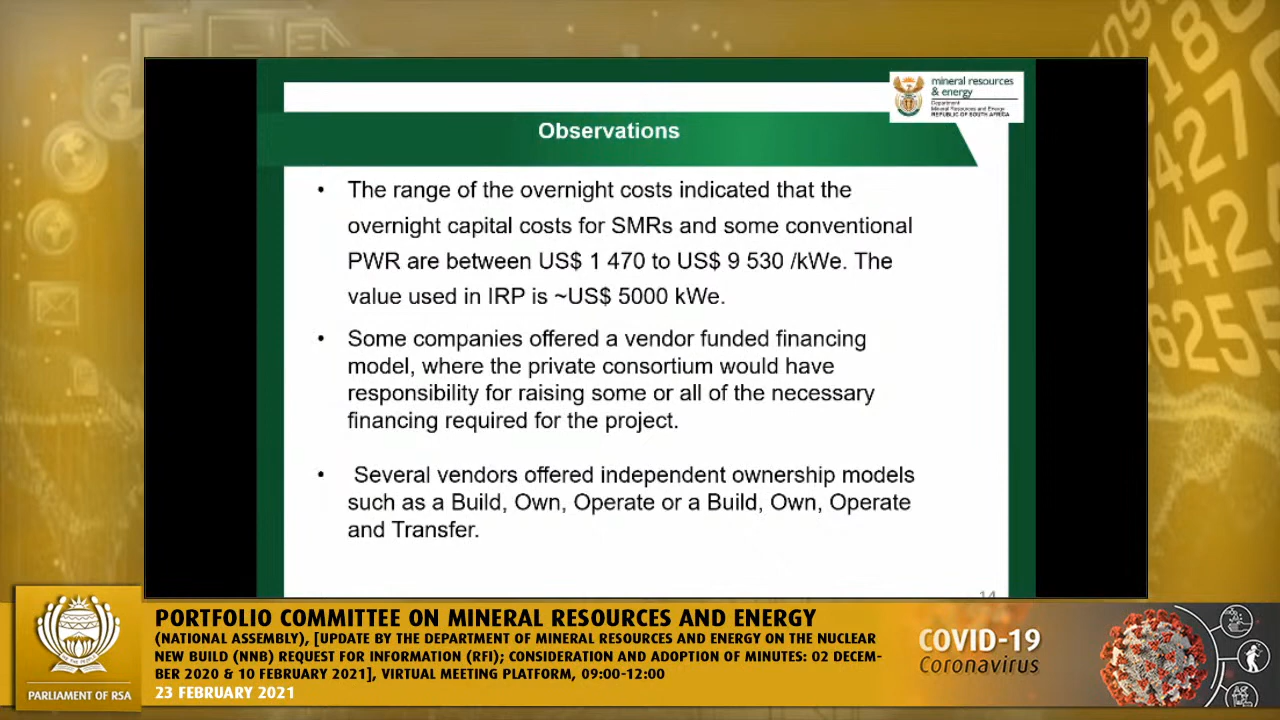 mineral resources
& energy
Department:
Mineral Resources and Energy
REPUBLIC OF SOUTH AFRICA
Observations
• The range of the overnight costs indicated that the
overnight capital costs for SMRs and some conventional
PWR are between US$ 1 470 to US$ 9 530 /kWe. The
value used in IRP is ~US$ 5000 kWe.
• Some companies offered a vendor funded financing
model, where the private consortium would have
responsibility for raising some or all of the necessary
financing required for the project.
• Several vendors offered independent ownership models
such as a Build, Own, Operate or a Build, Own, Operate
and Transfer.
14
PORTFOLIO COMMITTEE ON MINERAL RESOURCES AND ENERGY
(NATIONAL ASSEMBLY), [UPDATE BY THE DEPARTMENT OF MINERAL RESOURCES AND ENERGY ON THE NUCLEAR
NEW BUILD (NNB) REQUEST FOR INFORMATION (RFI); CONSIDERATION AND ADOPTION OF MINUTES: 02 DECEM-
BER 2020 & 10 FEBRUARY 2021], VIRTUAL MEETING PLATFORM, 09:00-12:00
23 FEBRUARY 2021
PARLIAMENT OF RSA
COVID-19
Coronavirus